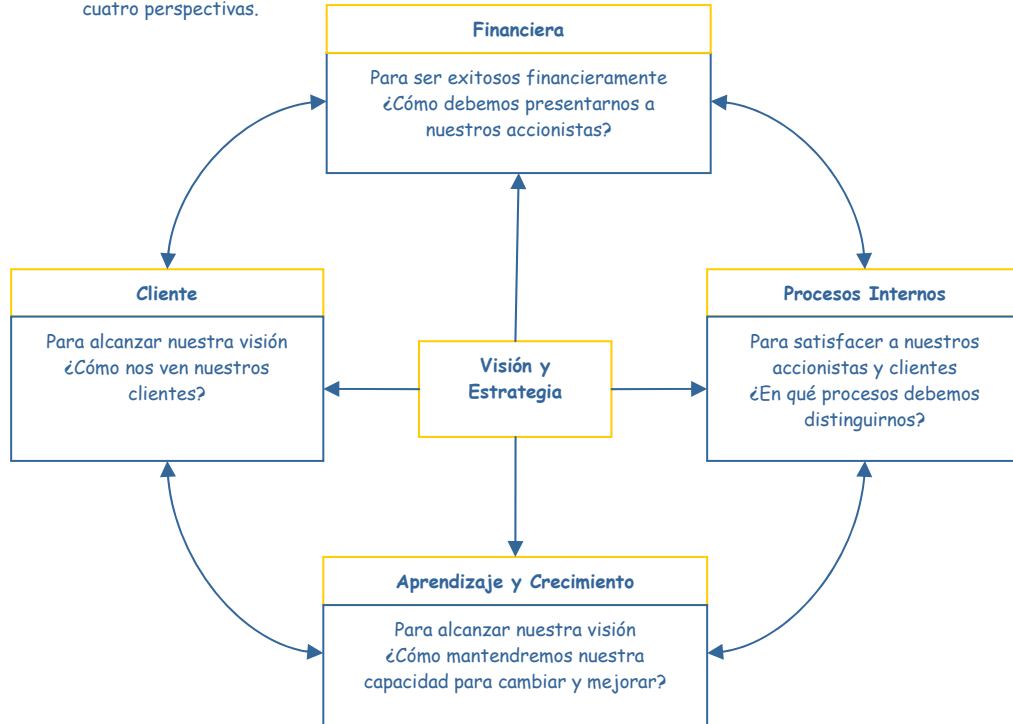 cuatro perspectivas.
Financiera
Para ser exitosos financieramente
¿Cómo debemos presentarnos a
nuestros accionistas?
Cliente
Para alcanzar nuestra visión
¿Cómo nos ven nuestros
clientes?
Visión y
Estrategia
Procesos Internos
Para satisfacer a nuestros
accionistas y clientes
¿En qué procesos debemos
distinguirnos?
Aprendizaje y Crecimiento
Para alcanzar nuestra visión
¿Cómo mantendremos nuestra
capacidad para cambiar y mejorar?